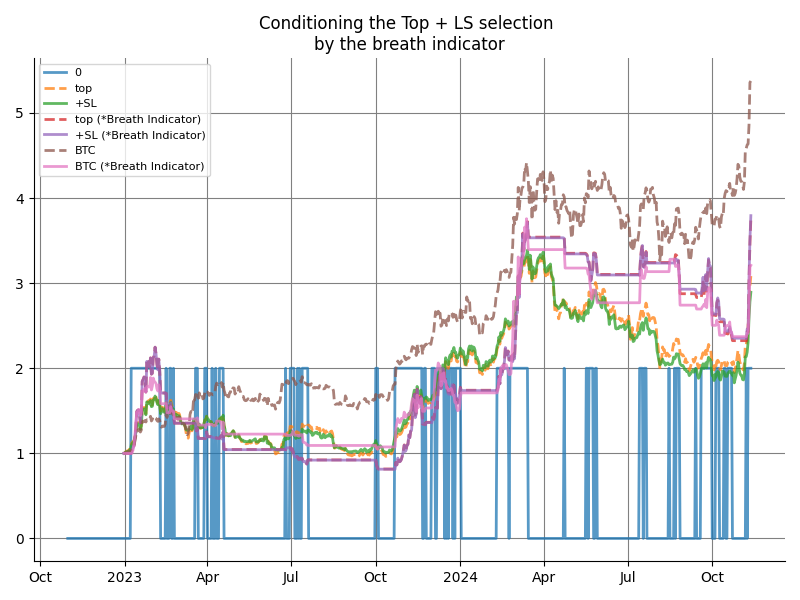 Conditioning the Top + LS selection
by the breath indicator
0
top
+SL
top (*Breath Indicator)
+SL (*Breath Indicator)
BTC
BTC (*Breath Indicator)
5
4
3
2
1
0
Oct
2023
Apr
Jul
Oct
2024
Apr
Jul
Oct